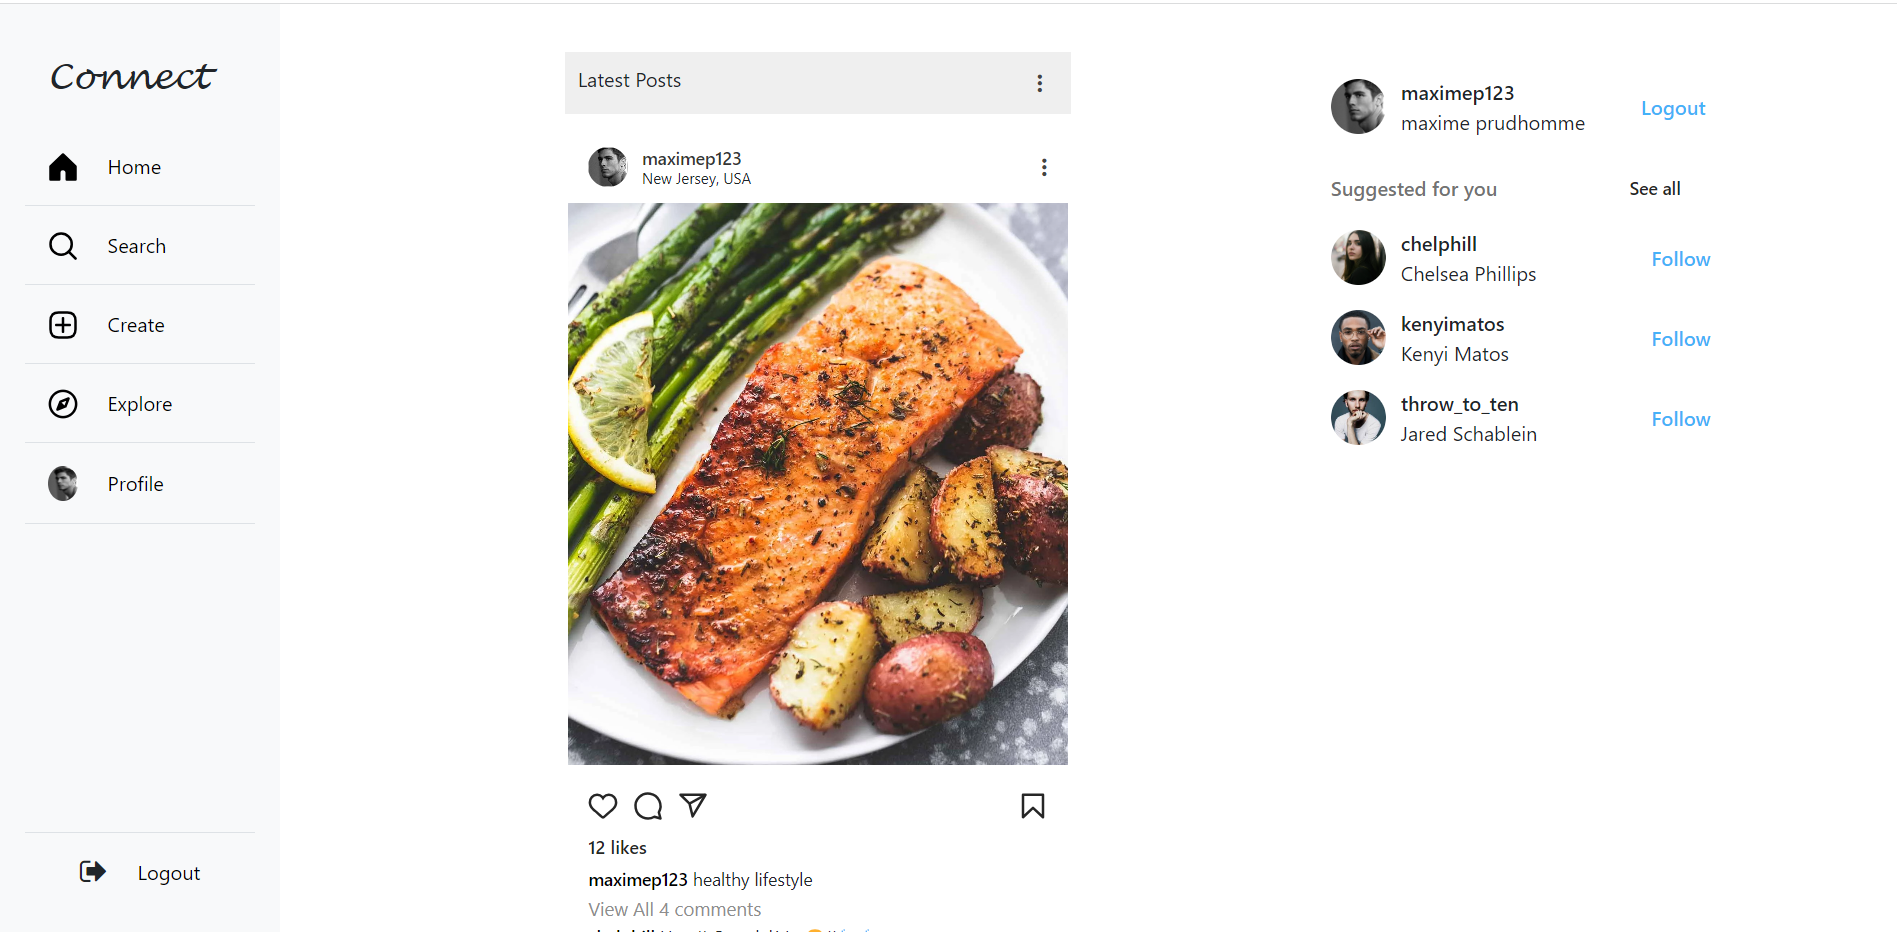 Connect
Home
Search
Create
Explore
Profile
Logout
Latest Posts
maximep123
New Jersey, USA
12 likes
maximep123 healthy lifestyle
View All 4 comments
maximep123
maxime prudhomme
Logout
Suggested for you
See all
chelphill
Chelsea Phillips
Follow
kenyimatos
Kenyi Matos
Follow
throw_to_ten
Jared Schablein
Follow